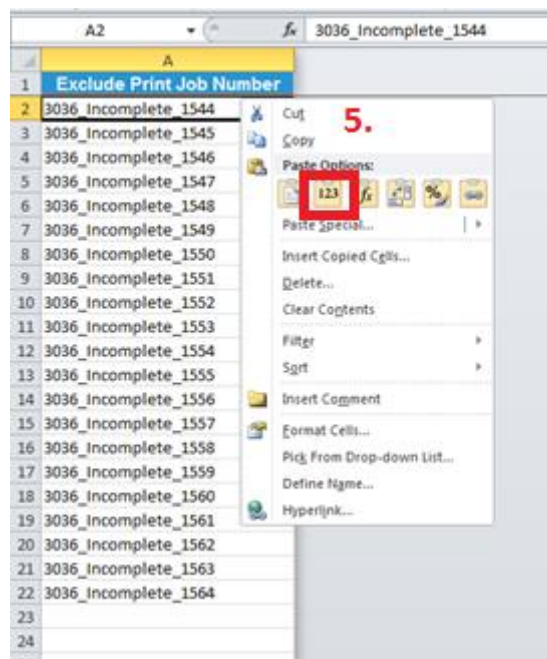 A2 fx 3036_Incomplete_1544
A
1 Exclude Print Job Number
2 3036_Incomplete_1544
3 3036_Incomplete_1545
4 3036_Incomplete_1546
5 3036_Incomplete_1547
6 3036_Incomplete_1548
7 3036_Incomplete_1549
8 3036_Incomplete_1550
9 3036_Incomplete_1551
10 3036_Incomplete_1552
11 3036_Incomplete_1553
12 3036_Incomplete_1554
13 3036_Incomplete_1555
14 3036_Incomplete_1556
15 3036_Incomplete_1557
16 3036_Incomplete_1558
17 3036_Incomplete_1559
18 3036_Incomplete_1560
19 3036_Incomplete_1561
20 3036_Incomplete_1562
21 3036_Incomplete_1563
22 3036_Incomplete_1564
23
24
5.
Cut
Copy
Paste Options:
123 fx %
Paste Special...
Insert Copied Cells...
Delete...
Clear Contents
Filter
Sort
Insert Comment
Format Cells...
Pick From Drop-down List...
Define Name...
Hyperlink...